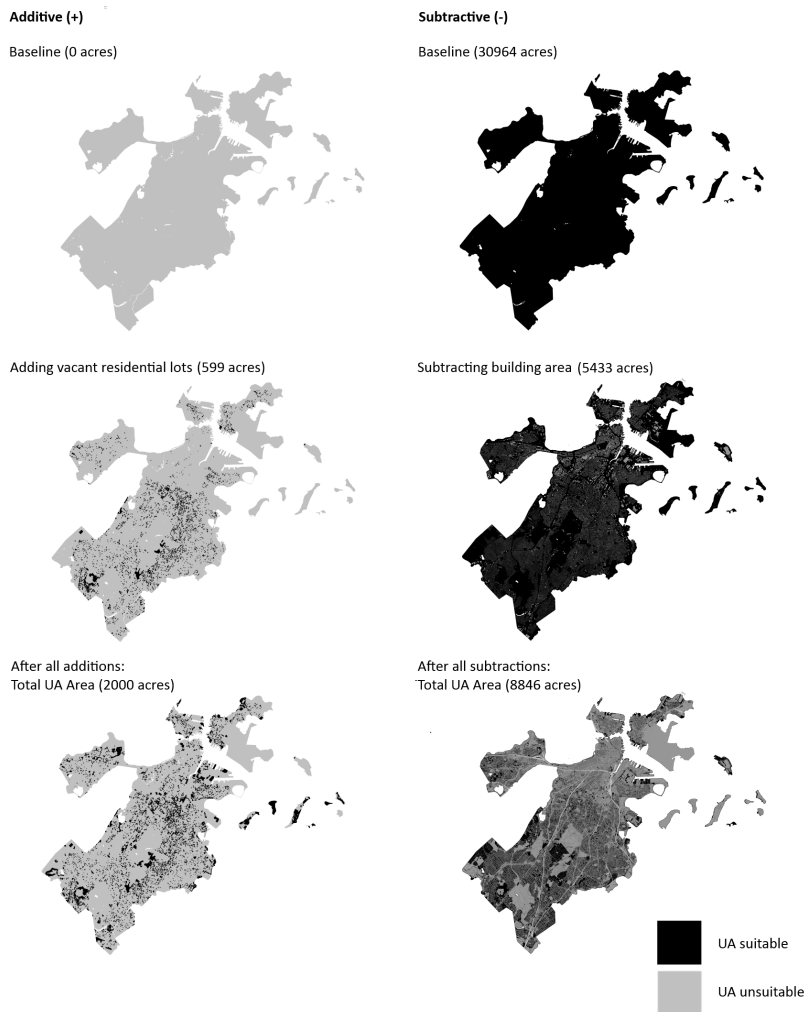 Additive (+)
Subtractive (-)
Baseline (0 acres)
Baseline (30964 acres)
Adding vacant residential lots (599 acres)
Subtracting building area (5433 acres)
After all additions:
Total UA Area (2000 acres)
After all subtractions:
Total UA Area (8846 acres)
UA suitable
UA unsuitable